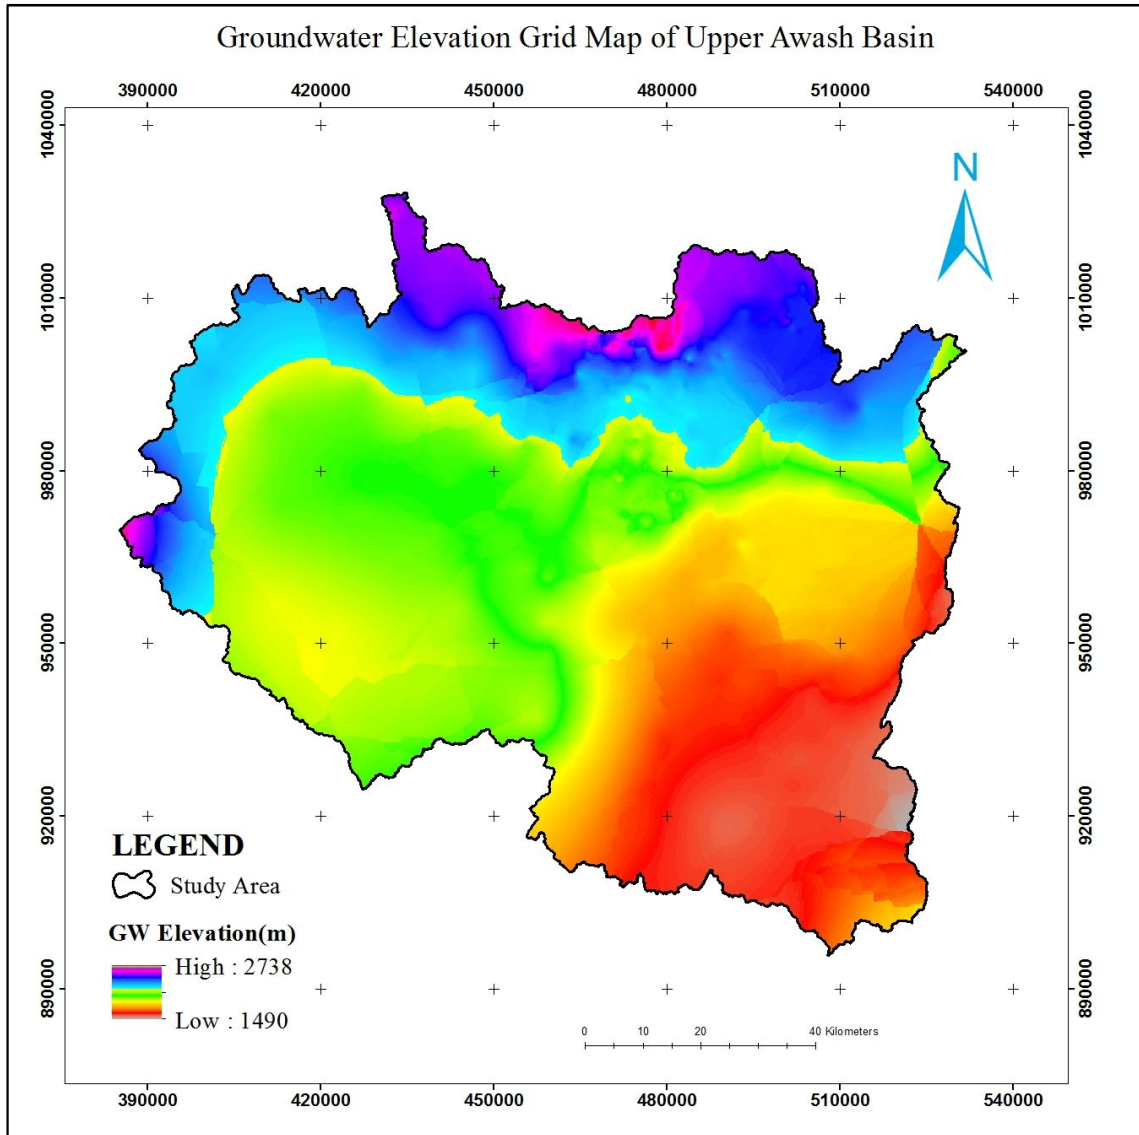 Groundwater Elevation Grid Map of Upper Awash Basin
390000 420000 450000 480000 510000 540000
1040000 1040000
N
1010000 1010000
980000 980000
950000 950000
920000 920000
LEGEND
Study Area
GW Elevation(m)
High : 2738
890000 890000
Low : 1490
0 10 20 40 Kilometers
390000 420000 450000 480000 510000 540000